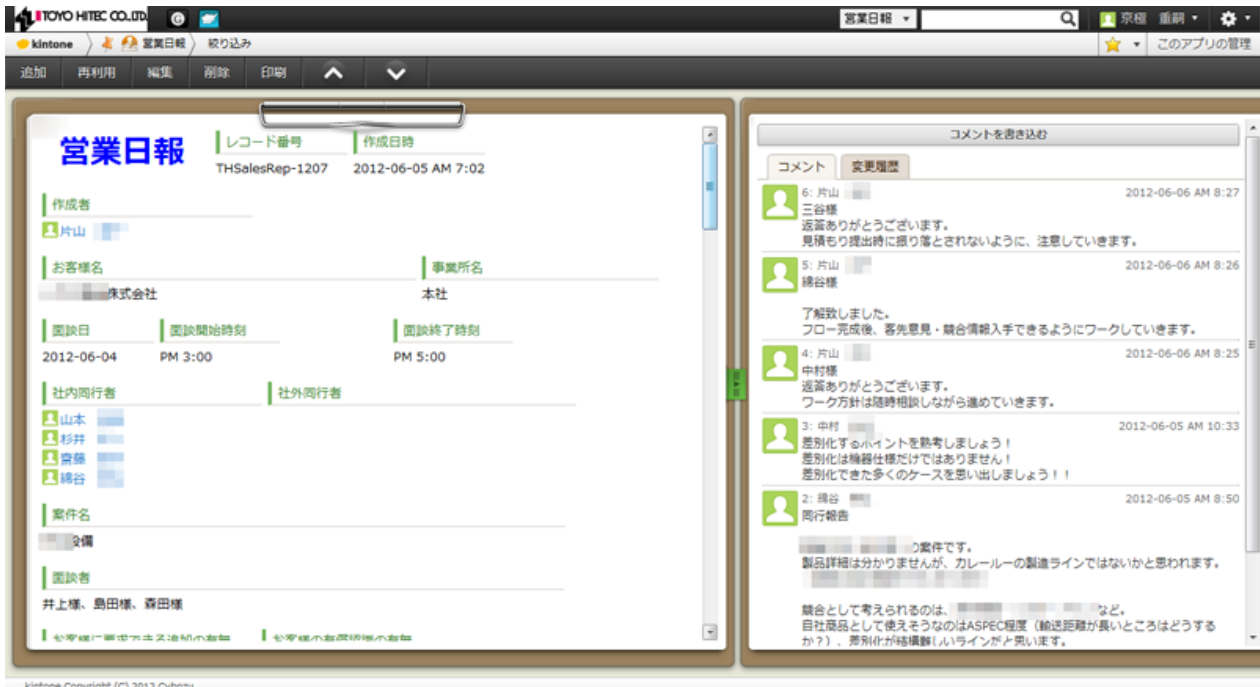 TOYO HITEC CO.,LTD.
営業日報
京極 重嗣
kintone 営業日報 絞り込み
このアプリの管理
追加 再利用 編集 削除 印刷
営業日報
レコード番号 作成日時
THSalesRep-1207 2012-06-05 AM 7:02
作成者
片山
お客様名 事業所名
株式会社 本社
面談日 面談開始時刻 面談終了時刻
2012-06-04 PM 3:00 PM 5:00
社内同行者 社外同行者
山本
杉井
齋藤
綿谷
案件名
設備
面談者
井上様、島田様、森田様
お客様に要求できる追加の有無
コメントを書き込む
コメント 変更履歴
6: 片山 2012-06-06 AM 8:27
三谷様
返答ありがとうございます。
見積もり提出時に振り落とされないように、注意していきます。
5: 片山 2012-06-06 AM 8:26
綿谷様
了解致しました。
フロー完成後、客先意見・競合情報入手できるようにワークしていきます。
4: 片山 2012-06-06 AM 8:25
中村様
返答ありがとうございます。
ワーク方針は随時相談しながら進めていきます。
3: 中村 2012-06-05 AM 10:33
差別化するポイントを熟考しましょう！
差別化は機器仕様だけではありません！
差別化できた多くのケースを思い出しましょう！！
2: 綿谷 2012-06-05 AM 8:50
同行報告
の案件です。
製品詳細は分かりませんが、カレールーの製造ラインではないかと思われます。
競合として考えられるのは、 など。
自社商品として使えそうなのはASPEC程度（輸送距離が長いところはどうする
か？）、差別化が結構難しいラインだと思います。
kintone Copyright (C) 2012 Cybozu